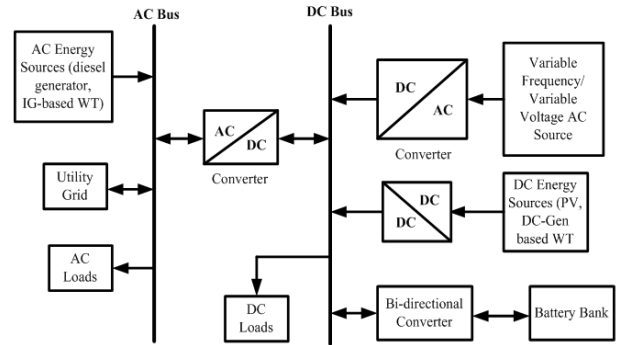 AC Bus
DC Bus
AC Energy
Sources (diesel
generator,
IG-based WT)
Utility
Grid
AC
Loads
AC
DC
Converter
DC
Loads
DC
AC
Converter
Variable
Frequency/
Variable
Voltage AC
Source
DC
DC
DC Energy
Sources (PV,
DC-Gen
based WT
Bi-directional
Converter
Battery Bank